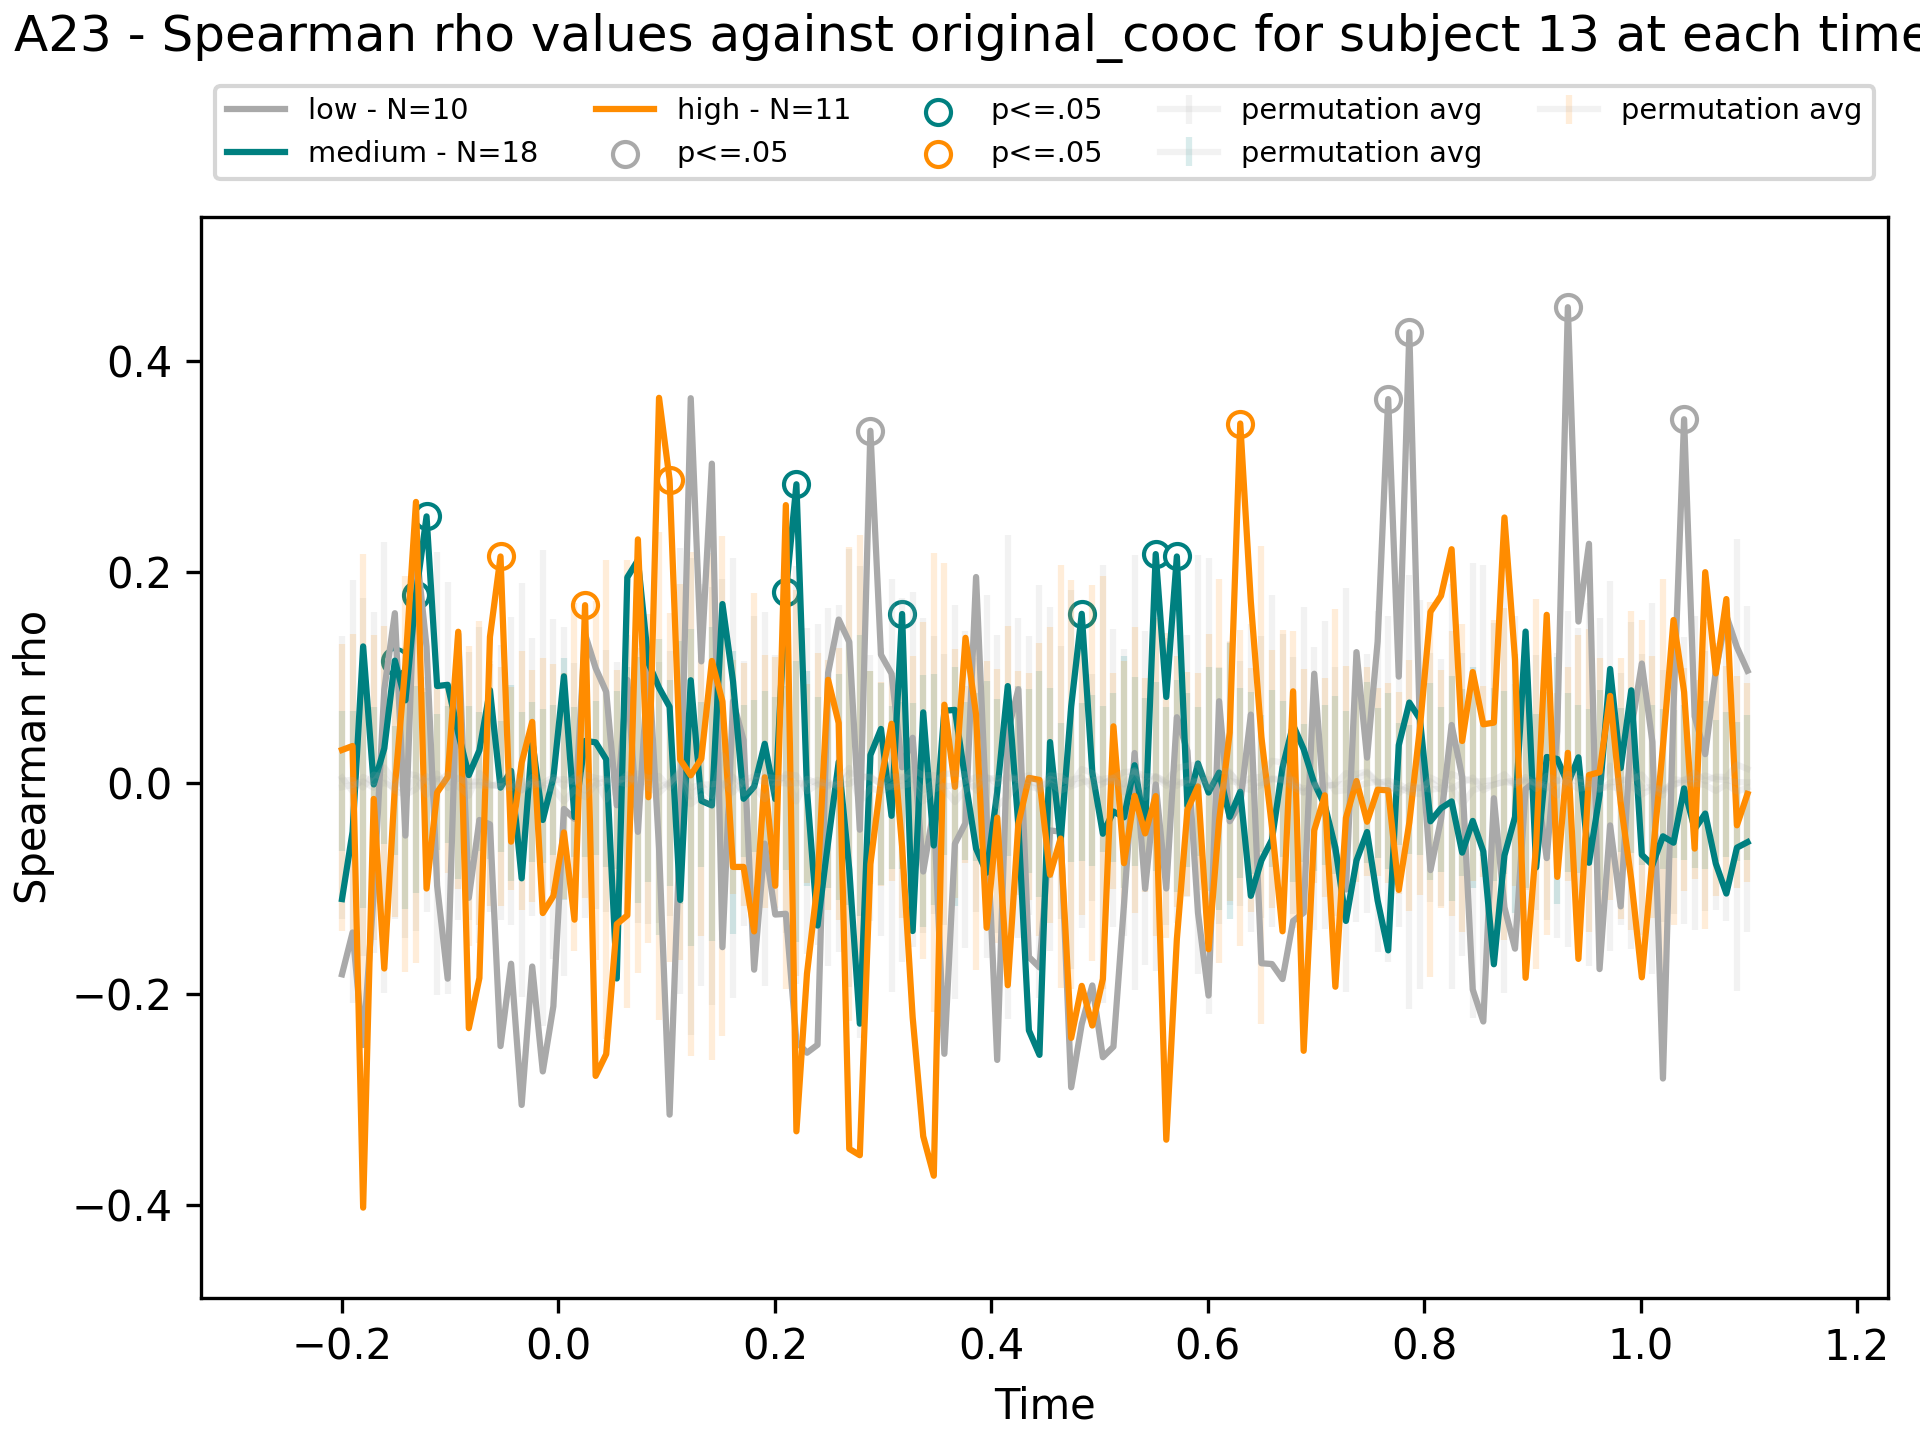 A23 - Spearman rho values against original_cooc for subject 13 at each time
low - N=10 high - N=11 p<=.05 permutation avg permutation avg
medium - N=18 p<=.05 p<=.05 permutation avg
Spearman rho
0.4
0.2
0.0
−0.2
−0.4
−0.2 0.0 0.2 0.4 0.6 0.8 1.0 1.2
Time